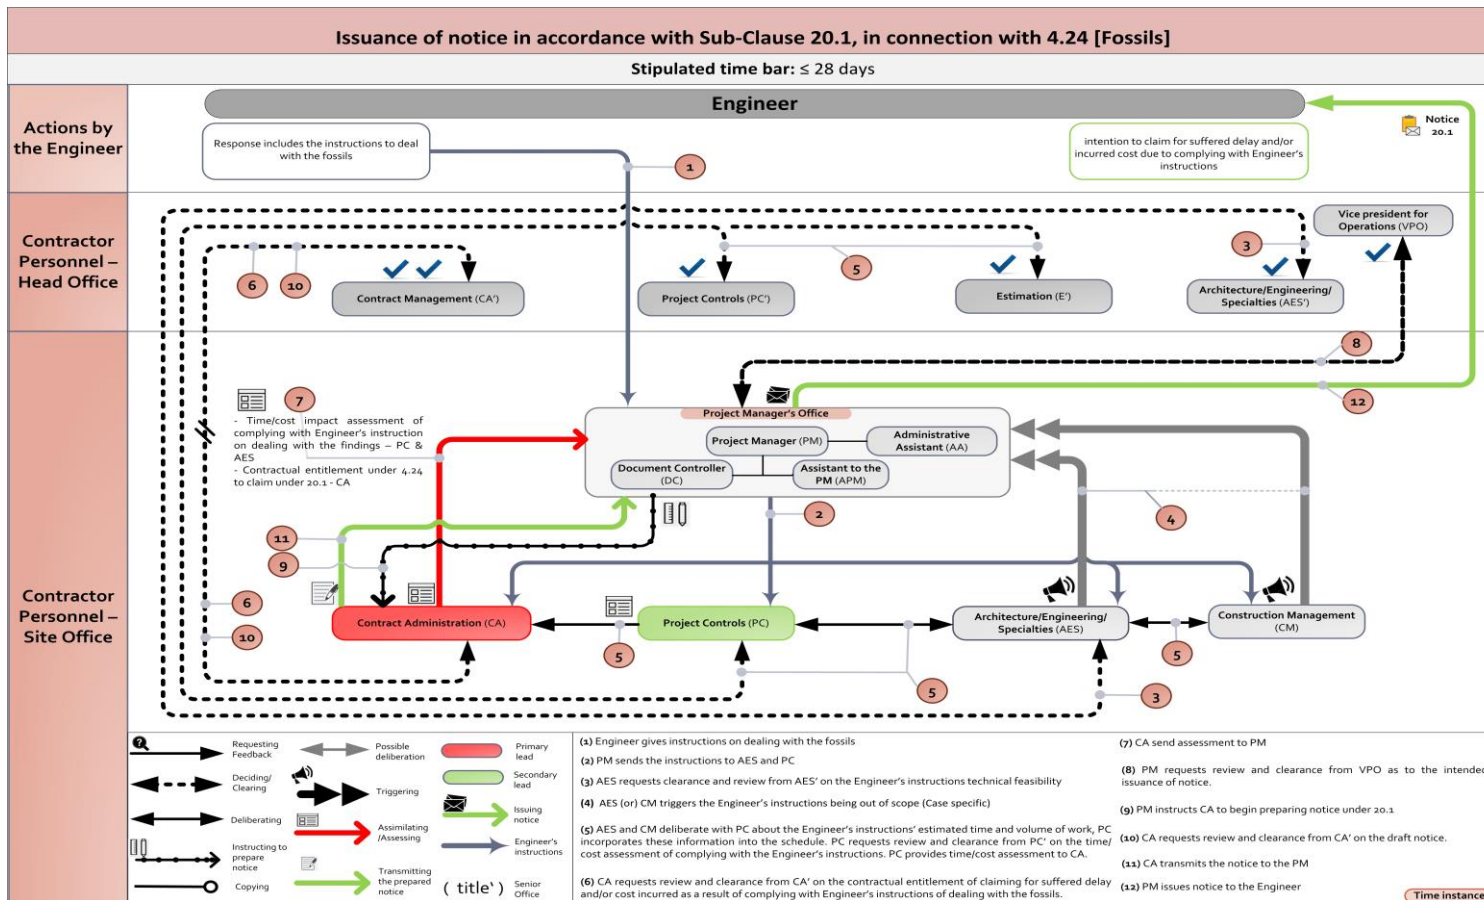 Issuance of notice in accordance with Sub-Clause 20.1, in connection with 4.24 [Fossils]
Stipulated time bar: ≤ 28 days
Actions by
the Engineer
Engineer
Response includes the instructions to deal
with the fossils
1
intention to claim for suffered delay and/or
incurred cost due to complying with Engineer's
instructions
Notice
20.1
Contractor
Personnel –
Head Office
6
10
Contract Management (CA')
Project Controls (PC')
5
Estimation (E')
3
Architecture/Engineering/
Specialties (AES')
Vice president for
Operations (VPO)
8
12
Contractor
Personnel –
Site Office
7
- Time/cost impact assessment of
complying with Engineer's instruction
on dealing with the findings – PC &
AES
- Contractual entitlement under 4.24
to claim under 20.1 - CA
Project Manager's Office
Project Manager (PM)
Administrative
Assistant (AA)
Document Controller
(DC)
Assistant to the
PM (APM)
2
4
11
9
6
10
Contract Administration (CA)
5
Project Controls (PC)
5
Architecture/Engineering/
Specialties (AES)
5
Construction Management
(CM)
3
Requesting
Feedback
Deciding/
Clearing
Deliberating
Instructing to
prepare
notice
Copying
Possible
deliberation
Triggering
Assimilating
/Assessing
Transmitting
the prepared
notice
Primary
lead
Secondary
lead
Issuing
notice
Engineer's
instructions
( title' )
Senior
Office
(1) Engineer gives instructions on dealing with the fossils
(2) PM sends the instructions to AES and PC
(3) AES requests clearance and review from AES' on the Engineer's instructions technical feasibility
(4) AES (or) CM triggers the Engineer's instructions being out of scope (Case specific)
(5) AES and CM deliberate with PC about the Engineer's instructions' estimated time and volume of work, PC
incorporates these information into the schedule. PC requests review and clearance from PC' on the time/
cost assessment of complying with the Engineer's instructions. PC provides time/cost assessment to CA.
(6) CA requests review and clearance from CA' on the contractual entitlement of claiming for suffered delay
and/or cost incurred as a result of complying with Engineer's instructions of dealing with the fossils.
(7) CA send assessment to PM
(8) PM requests review and clearance from VPO as to the intended
issuance of notice.
(9) PM instructs CA to begin preparing notice under 20.1
(10) CA requests review and clearance from CA' on the draft notice.
(11) CA transmits the notice to the PM
(12) PM issues notice to the Engineer
Time instance